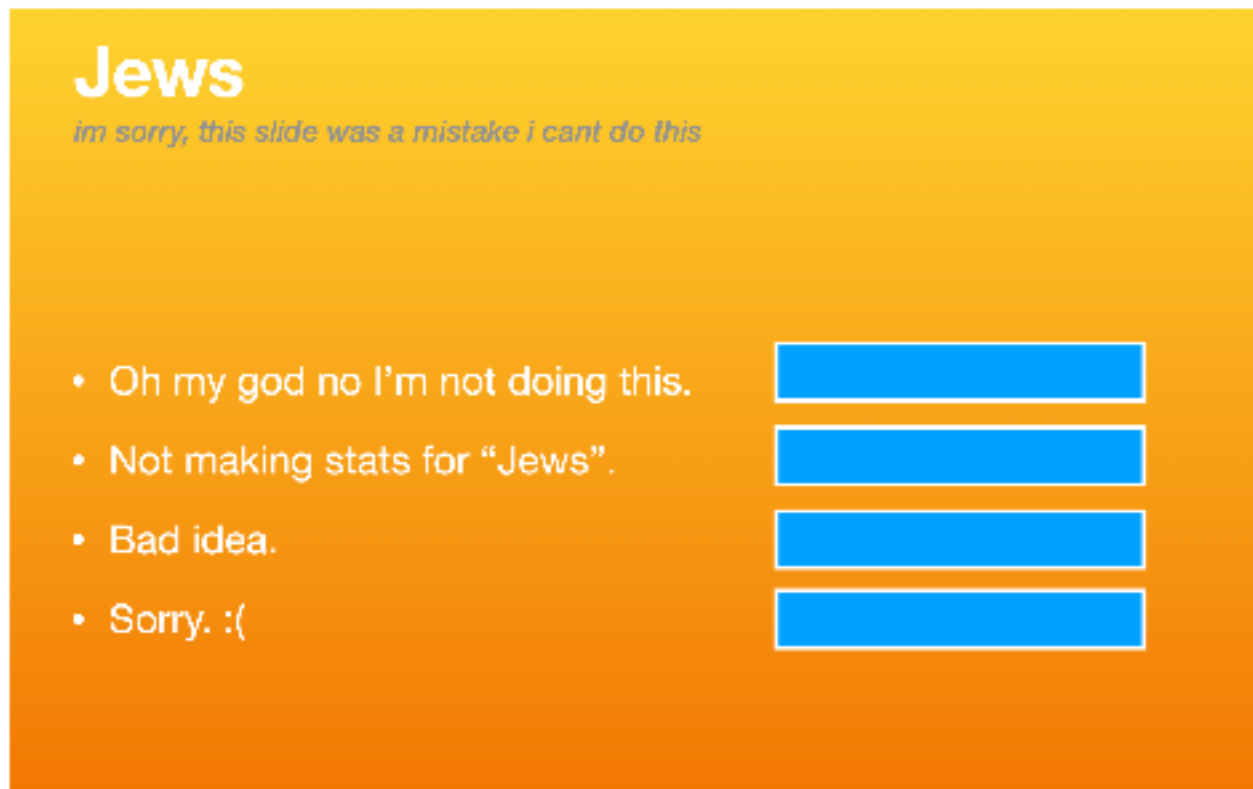 Jews
im sorry, this slide was a mistake i cant do this
• Oh my god no I’m not doing this.
• Not making stats for “Jews”.
• Bad idea.
• Sorry. :(